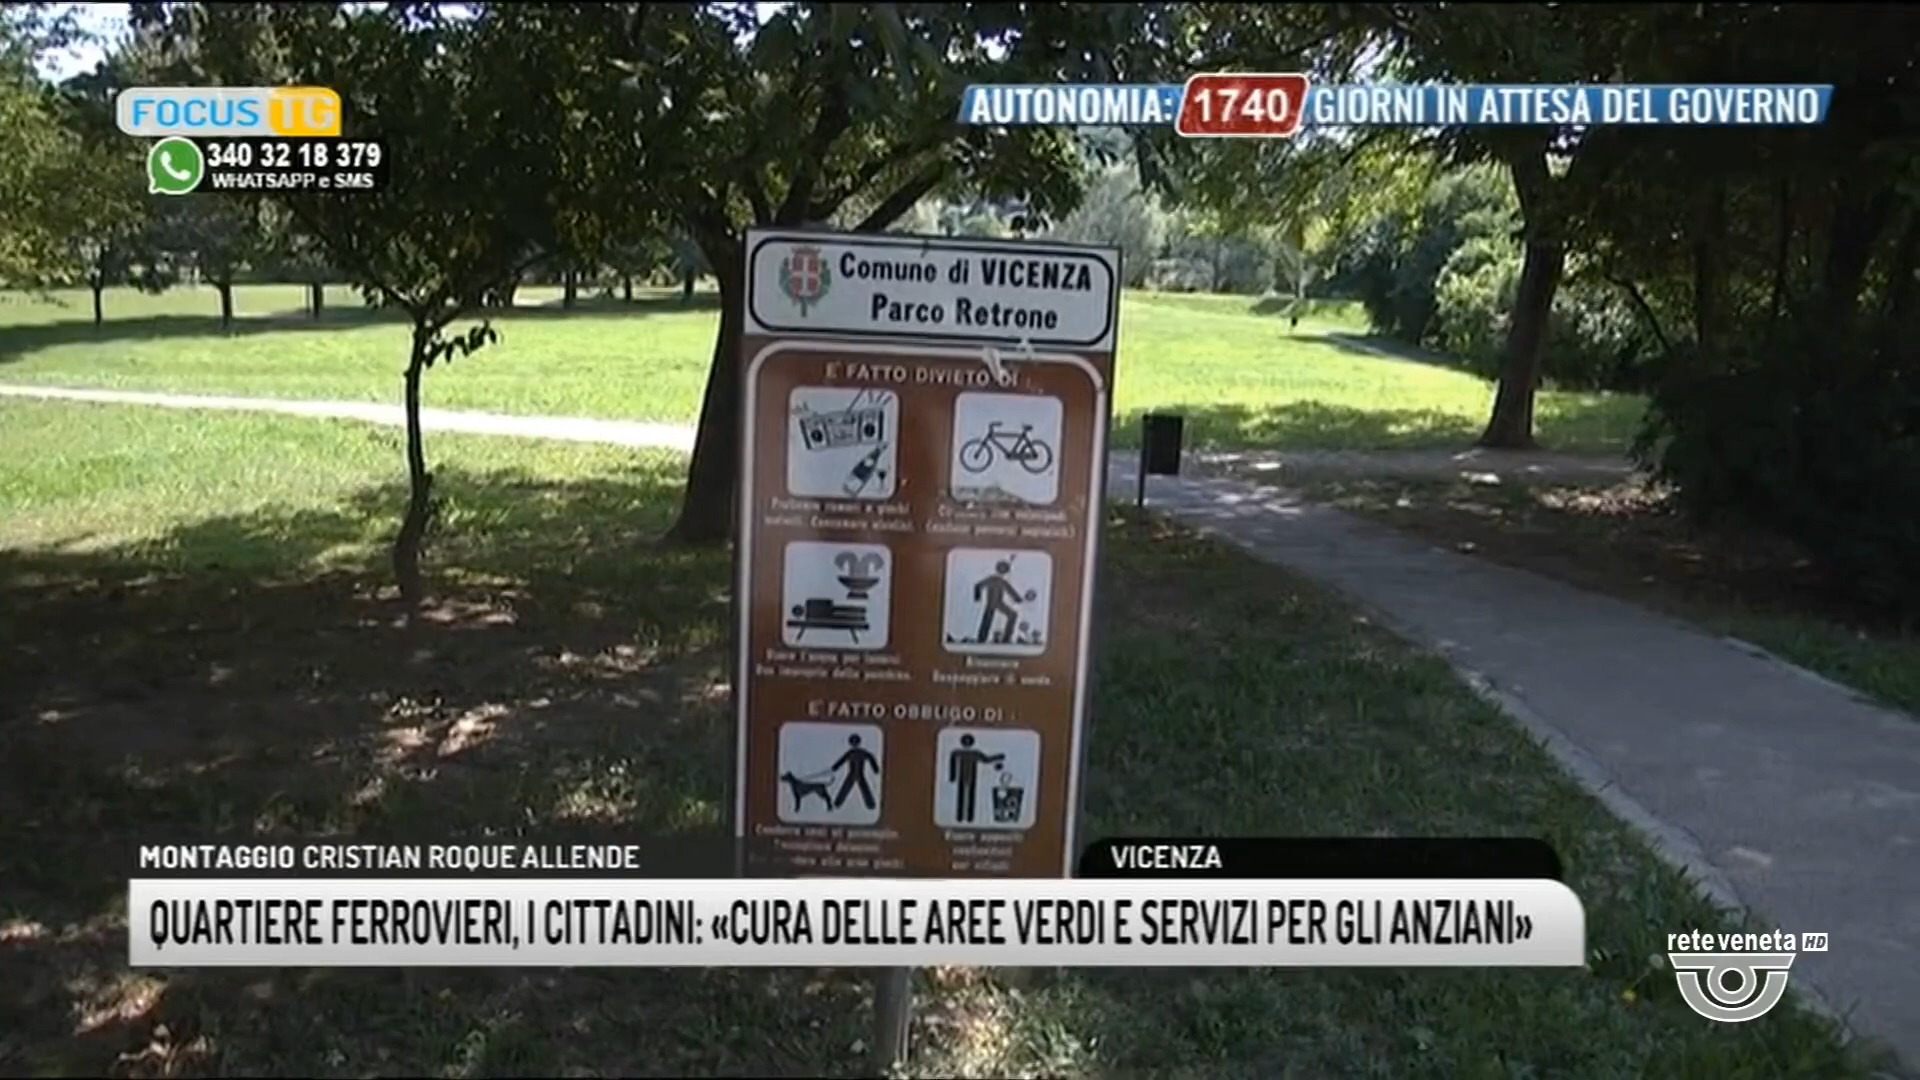 FOCUS TG
340 32 18 379
WHATSAPP e SMS
AUTONOMIA: 1740 GIORNI IN ATTESA DEL GOVERNO
Comune di VICENZA
Parco Retrone
E' FATTO DIVIETO DI :
E' FATTO OBBLIGO DI :
MONTAGGIO CRISTIAN ROQUE ALLENDE
VICENZA
QUARTIERE FERROVIERI, I CITTADINI: «CURA DELLE AREE VERDI E SERVIZI PER GLI ANZIANI»
rete veneta HD